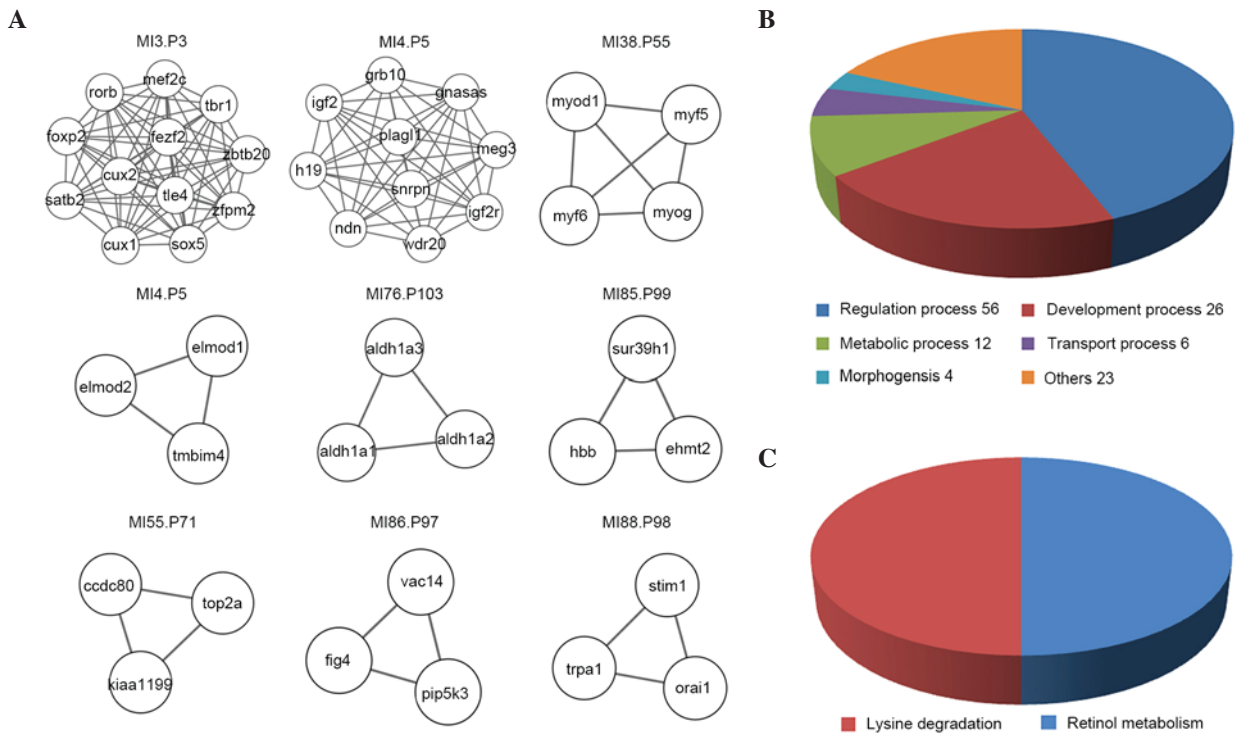 A
MI3.P3
mef2c
rorb
tbr1
foxp2
fezf2
zbtb20
cux2
satb2
tle4
zfpm2
cux1
sox5
MI4.P5
grb10
igf2
gnasas
plagl1
meg3
h19
snrpn
igf2r
ndn
wdr20
MI38.P55
myod1
myf5
myf6
myog
MI4.P5
elmod1
elmod2
tmbim4
MI76.P103
aldh1a3
aldh1a1
aldh1a2
MI85.P99
sur39h1
hbb
ehmt2
MI55.P71
ccdc80
top2a
kiaa1199
MI86.P97
vac14
fig4
pip5k3
MI88.P98
stim1
trpa1
orai1
B
Regulation process 56
Development process 26
Metabolic process 12
Transport process 6
Morphogensis 4
Others 23
C
Lysine degradation
Retinol metabolism